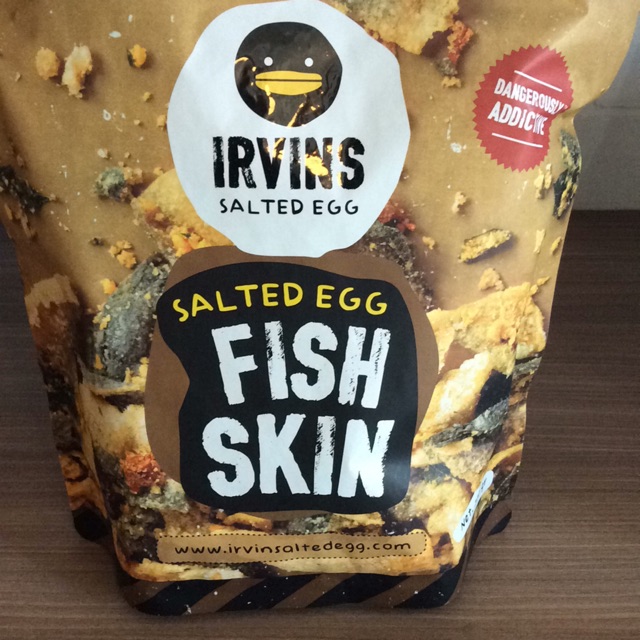 DANGEROUSLY
ADDICTIVE
IRVINS
SALTED EGG
SALTED EGG
FISH
SKIN
www.irvinsaltedegg.com